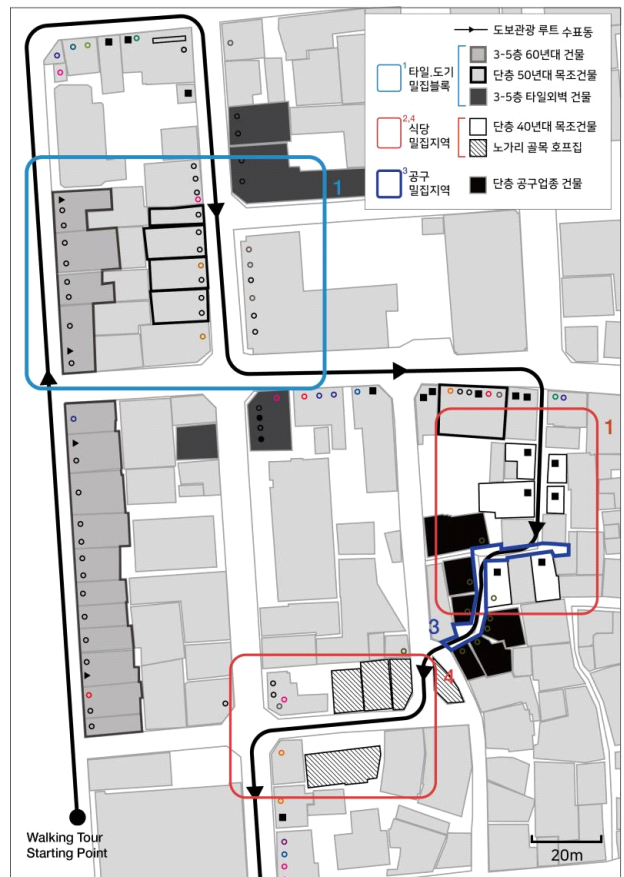 도보관광 루트 수표동
1 타일.도기
밀집블록
3-5층 60년대 건물
단층 50년대 목조건물
3-5층 타일외벽 건물
2,4 식당
밀집지역
단층 40년대 목조건물
노가리 골목 호프집
3 공구
밀집지역
단층 공구업종 건물
1
1
3
4
Walking Tour
Starting Point
20m